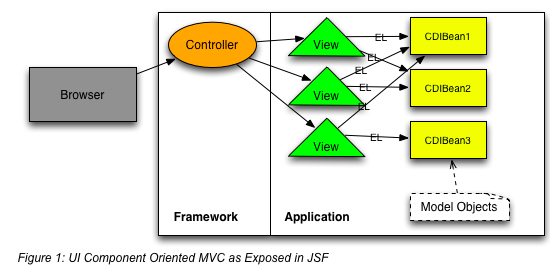 Controller
View
EL
CDIBean1
EL
Browser
View
EL
EL
CDIBean2
EL
View
EL
CDIBean3
Model Objects
Framework
Application
Figure 1: UI Component Oriented MVC as Exposed in JSF